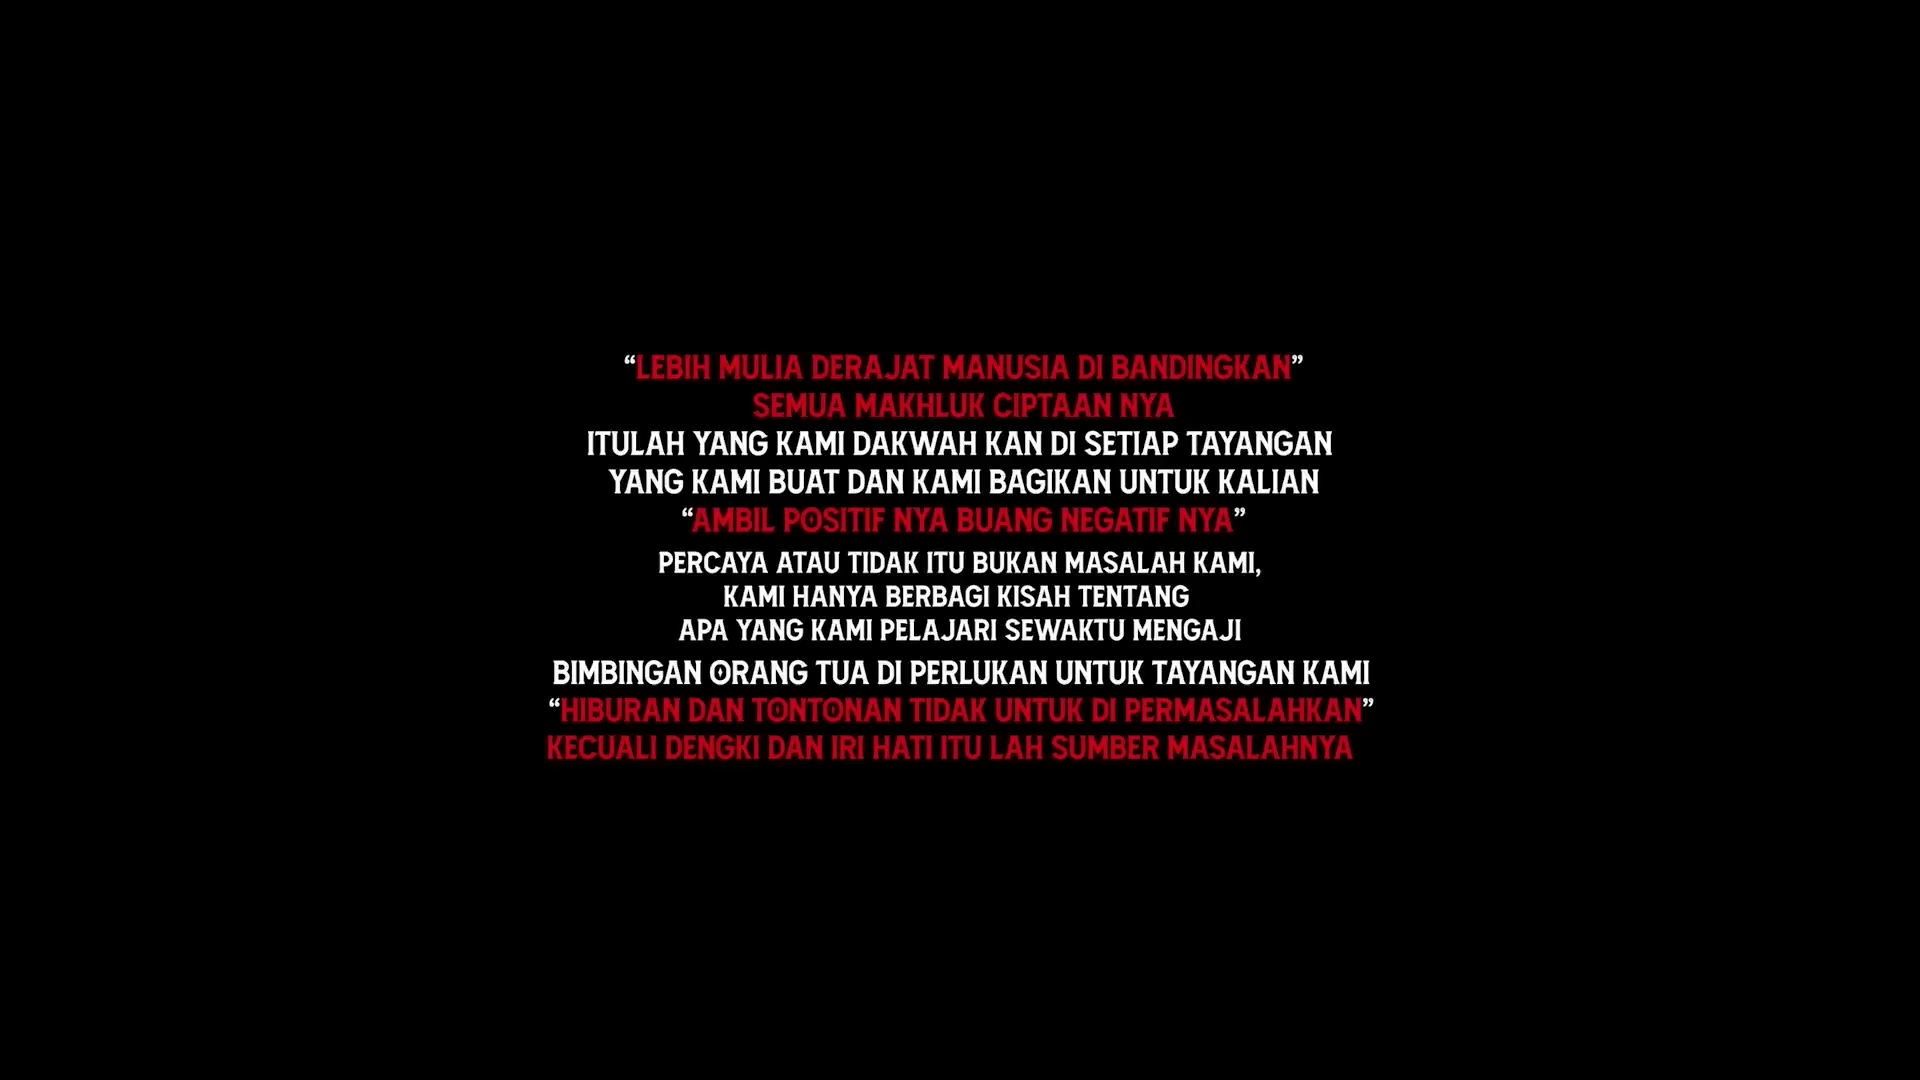 “LEBIH MULIA DERAJAT MANUSIA DI BANDINGKAN”
SEMUA MAKHLUK CIPTAAN NYA
ITULAH YANG KAMI DAKWAH KAN DI SETIAP TAYANGAN
YANG KAMI BUAT DAN KAMI BAGIKAN UNTUK KALIAN
“AMBIL POSITIF NYA BUANG NEGATIF NYA”
PERCAYA ATAU TIDAK ITU BUKAN MASALAH KAMI,
KAMI HANYA BERBAGI KISAH TENTANG
APA YANG KAMI PELAJARI SEWAKTU MENGAJI
BIMBINGAN ORANG TUA DI PERLUKAN UNTUK TAYANGAN KAMI
“HIBURAN DAN TONTONAN TIDAK UNTUK DI PERMASALAHKAN”
KECUALI DENGKI DAN IRI HATI ITU LAH SUMBER MASALAHNYA